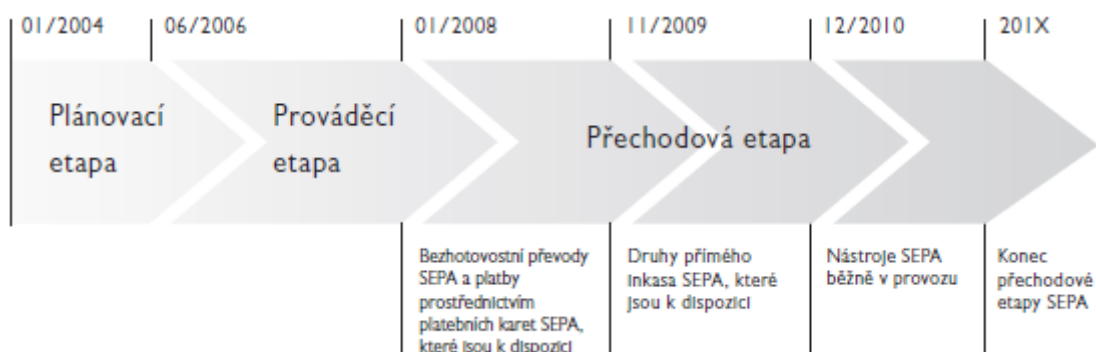 01/2004
06/2006
01/2008
11/2009
12/2010
201X
Plánovací
etapa
Prováděcí
etapa
Přechodová etapa
Bezhotovostní převody
SEPA a platby
prostřednictvím
platebních karet SEPA,
které jsou k dispozici
Druhy přímého
inkasa SEPA, které
jsou k dispozici
Nástroje SEPA
běžně v provozu
Konec
přechodové
etapy SEPA